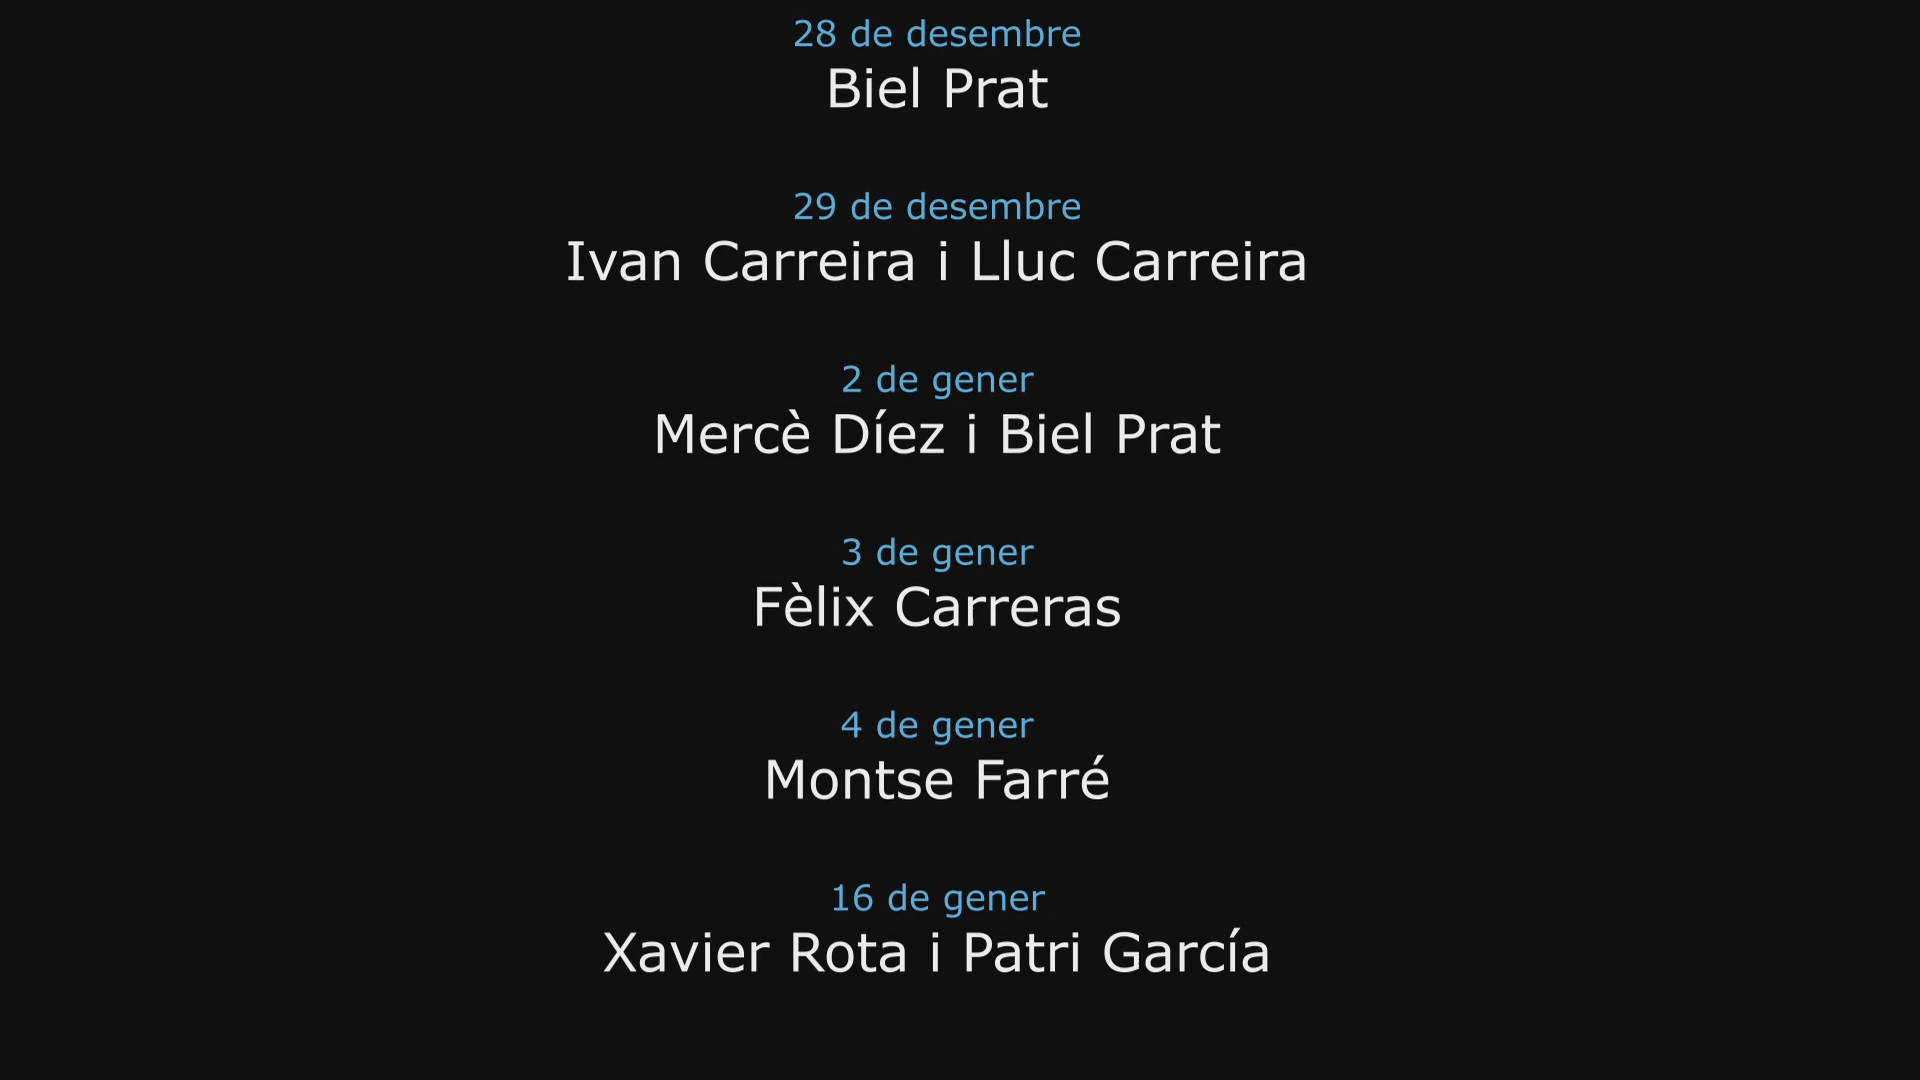 28 de desembre
Biel Prat
29 de desembre
Ivan Carreira i Lluc Carreira
2 de gener
Mercè Díez i Biel Prat
3 de gener
Fèlix Carreras
4 de gener
Montse Farré
16 de gener
Xavier Rota i Patri García